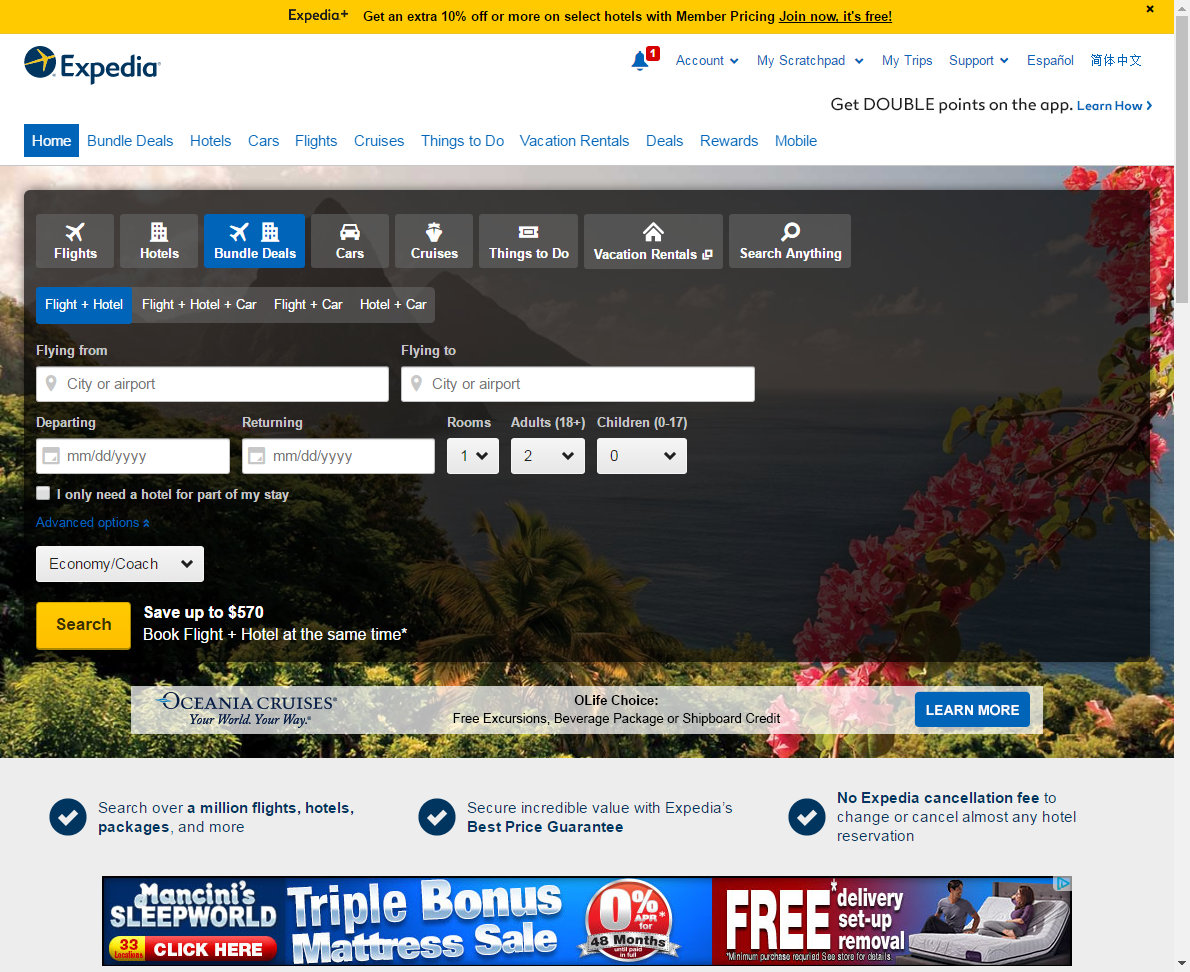 Expedia+ Get an extra 10% off or more on select hotels with Member Pricing Join now, it's free!
Expedia
1 Account My Scratchpad My Trips Support Español 简体中文
Get DOUBLE points on the app. Learn How
Home Bundle Deals Hotels Cars Flights Cruises Things to Do Vacation Rentals Deals Rewards Mobile
Flights Hotels Bundle Deals Cars Cruises Things to Do Vacation Rentals Search Anything
Flight + Hotel Flight + Hotel + Car Flight + Car Hotel + Car
Flying from Flying to
City or airport City or airport
Departing Returning Rooms Adults (18+) Children (0-17)
mm/dd/yyyy mm/dd/yyyy 1 2 0
I only need a hotel for part of my stay
Advanced options
Economy/Coach
Search
Save up to $570
Book Flight + Hotel at the same time*
OCEANIA CRUISES®
Your World. Your Way.®
OLife Choice:
Free Excursions, Beverage Package or Shipboard Credit
LEARN MORE
Search over a million flights, hotels,
packages, and more
Secure incredible value with Expedia’s
Best Price Guarantee
No Expedia cancellation fee to
change or cancel almost any hotel
reservation
Mancini's
SLEEPWORLD
33 Locations CLICK HERE
Triple Bonus
Mattress Sale
0% APR* for
48 Months
until paid in full
FREE* delivery
set-up
removal
*Minimum purchase required See store for details